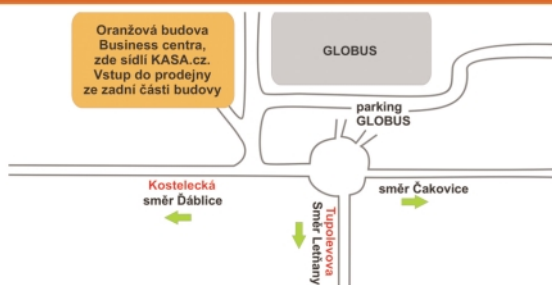 Oranžová budova
Business centra,
zde sídlí KASA.cz.
Vstup do prodejny
ze zadní části budovy
GLOBUS
parking
GLOBUS
Kostelecká
směr Ďáblice
směr Čakovice
Tupolevova
Směr Letňany